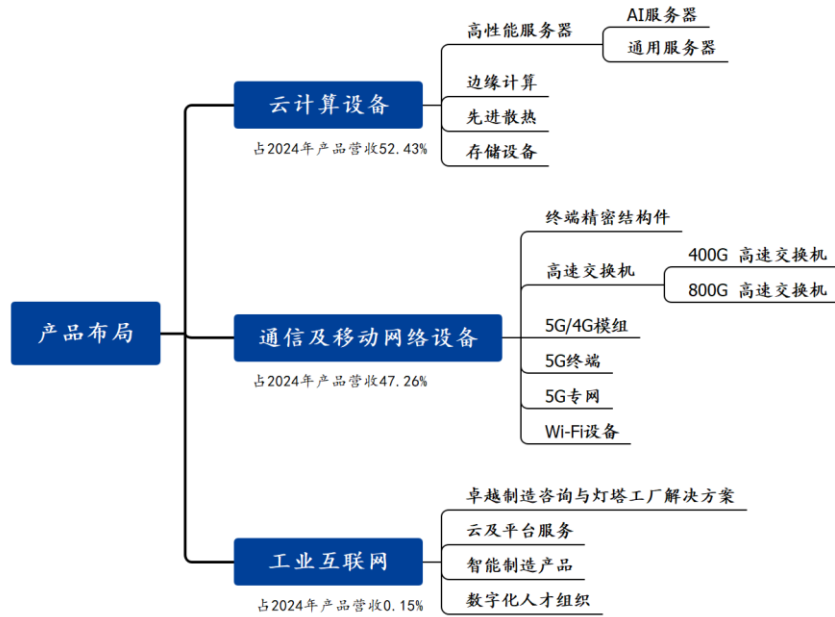 产品布局
云计算设备
占2024年产品营收52.43%
高性能服务器
AI服务器
通用服务器
边缘计算
先进散热
存储设备
通信及移动网络设备
占2024年产品营收47.26%
终端精密结构件
高速交换机
400G 高速交换机
800G 高速交换机
5G/4G模组
5G终端
5G专网
Wi-Fi设备
工业互联网
占2024年产品营收0.15%
卓越制造咨询与灯塔工厂解决方案
云及平台服务
智能制造产品
数字化人才组织